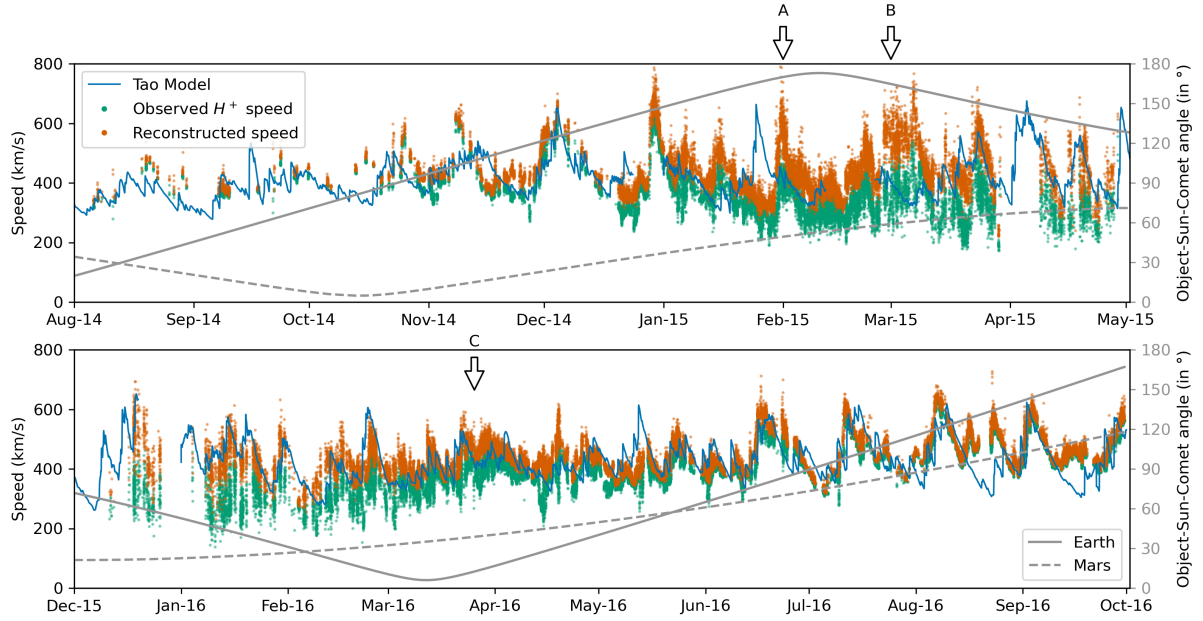 A B
800
600
400
200
0
Speed (km/s)
Tao Model
Observed H⁺ speed
Reconstructed speed
180
150
120
90
60
30
0
Object-Sun-Comet angle (in °)
Aug-14 Sep-14 Oct-14 Nov-14 Dec-14 Jan-15 Feb-15 Mar-15 Apr-15 May-15
C
800
600
400
200
0
Speed (km/s)
180
150
120
90
60
30
0
Object-Sun-Comet angle (in °)
Earth
Mars
Dec-15 Jan-16 Feb-16 Mar-16 Apr-16 May-16 Jun-16 Jul-16 Aug-16 Sep-16 Oct-16